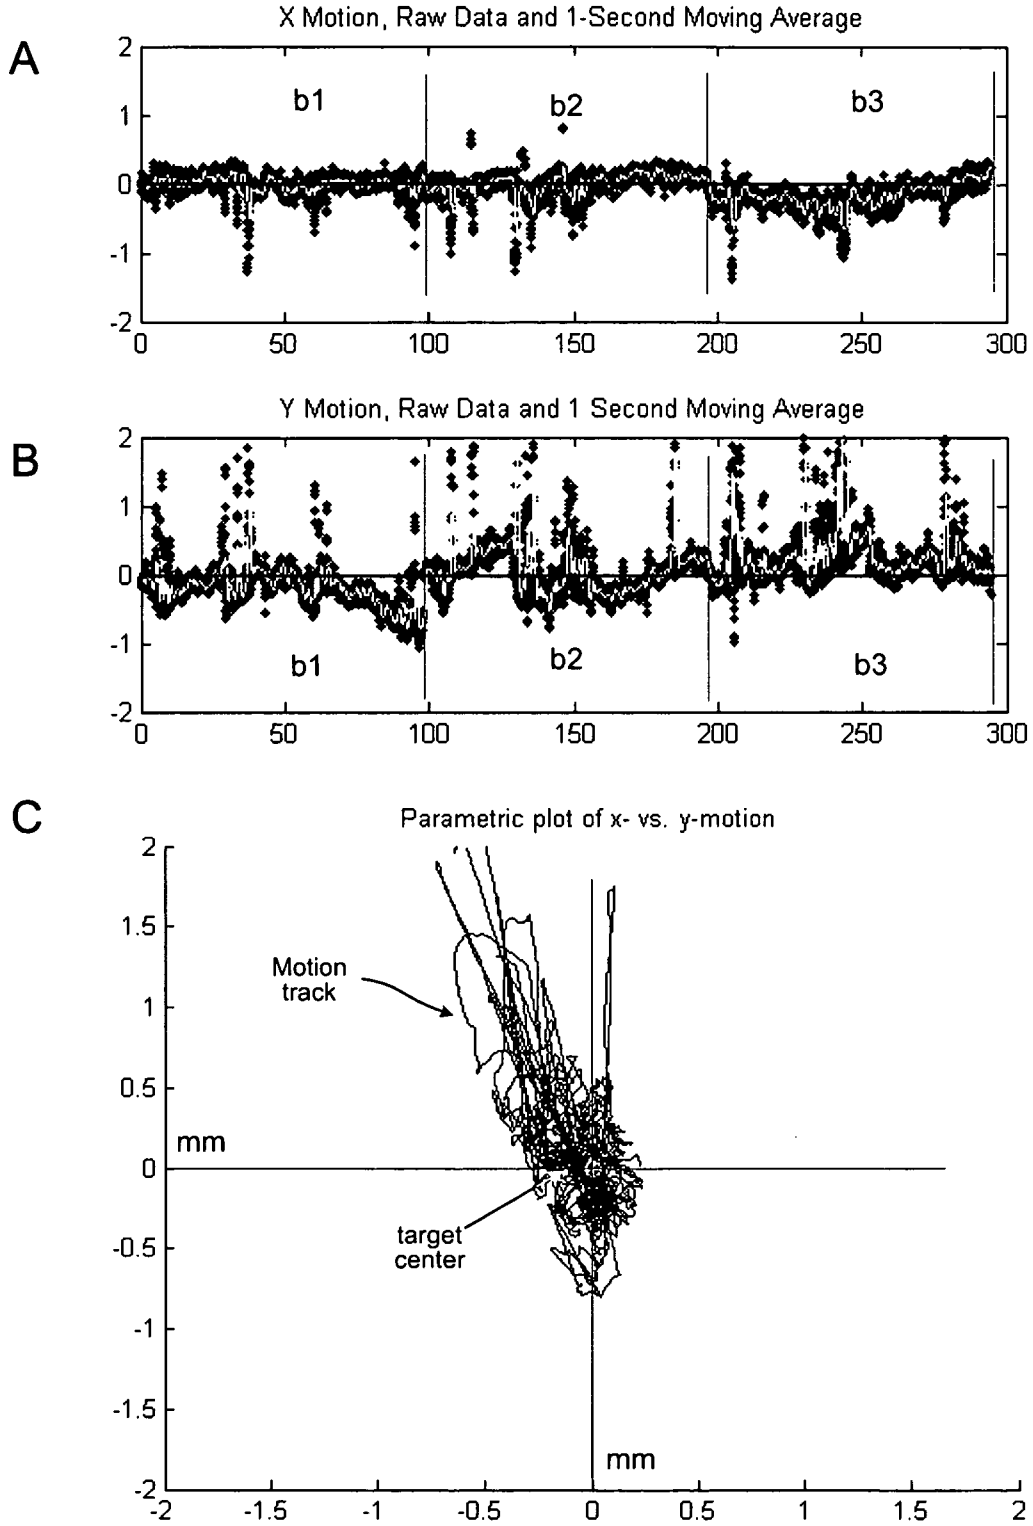 A
X Motion, Raw Data and 1-Second Moving Average
2
b1
b2
b3
1
0
-1
-2
0
50
100
150
200
250
300
B
Y Motion, Raw Data and 1 Second Moving Average
2
1
0
-1
b1
b2
b3
-2
0
50
100
150
200
250
300
C
Parametric plot of x- vs. y-motion
2
1.5
Motion
track
1
0.5
mm
0
target
center
-0.5
-1
-1.5
mm
-2
-2
-1.5
-1
-0.5
0
0.5
1
1.5
2